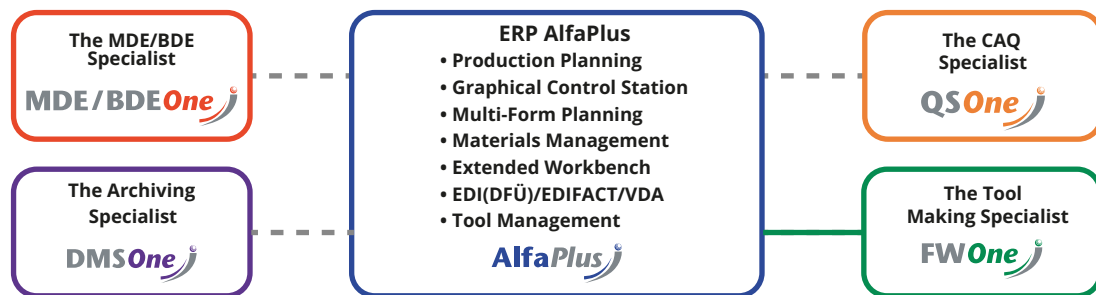 The MDE/BDE
Specialist
MDE/BDEOne
The Archiving
Specialist
DMSOne
ERP AlfaPlus
• Production Planning
• Graphical Control Station
• Multi-Form Planning
• Materials Management
• Extended Workbench
• EDI(DFÜ)/EDIFACT/VDA
• Tool Management
AlfaPlus
The CAQ
Specialist
QSOne
The Tool
Making Specialist
FWOne